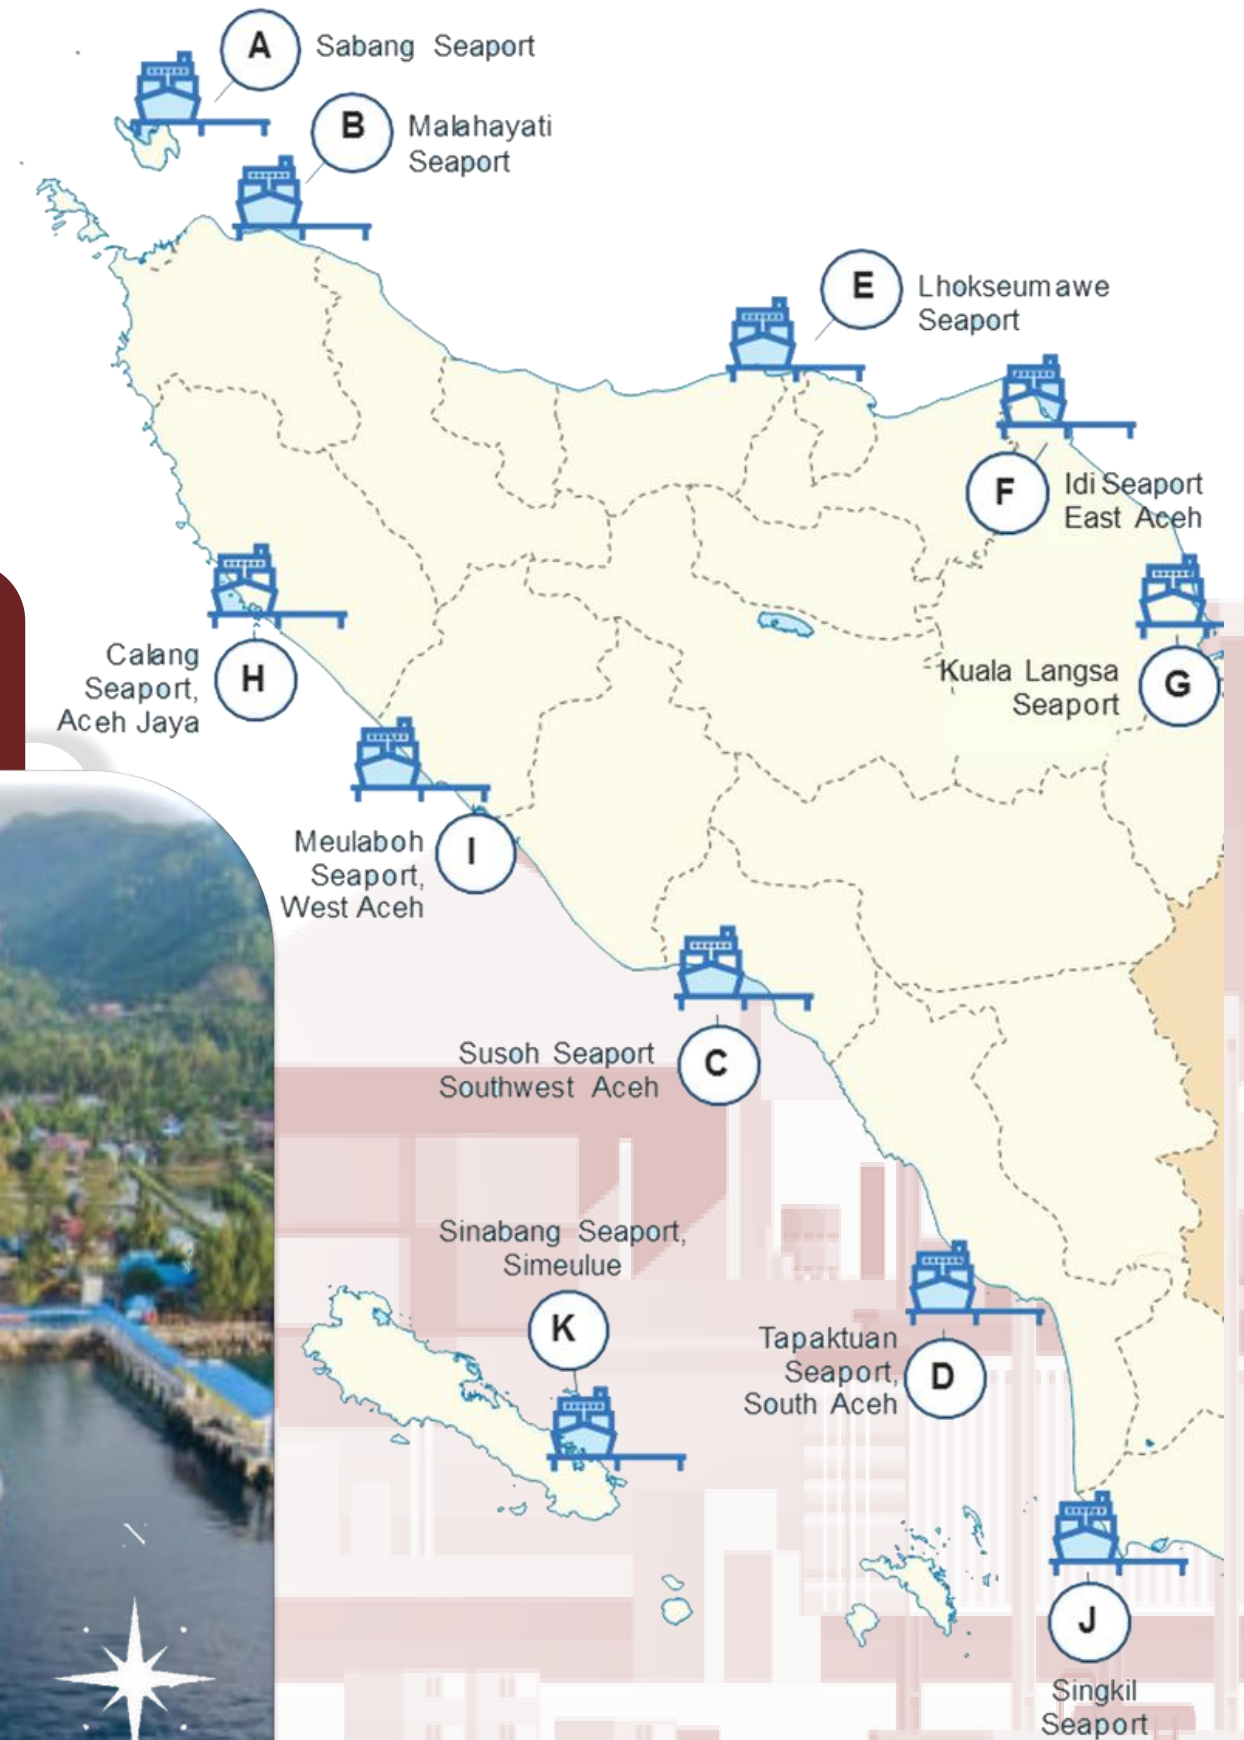 A
Sabang Seaport
B
Malahayati
Seaport
E
Lhokseumawe
Seaport
F
Idi Seaport
East Aceh
Calang
Seaport,
Aceh Jaya
H
Kuala Langsa
Seaport
G
Meulaboh
Seaport,
West Aceh
I
Susoh Seaport
Southwest Aceh
C
Sinabang Seaport,
Simeulue
K
Tapaktuan
Seaport,
South Aceh
D
J
Singkil
Seaport